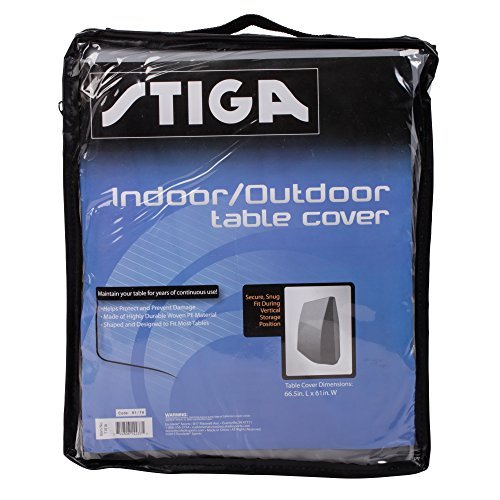 STIGA
Indoor/Outdoor
table cover
Maintain your table for years of continuous use!
• Helps Protect and Prevent Damage
• Made of Highly Durable Woven PE Material
• Shaped and Designed to Fit Most Tables
Secure, Snug
Fit During
Vertical
Storage
Position
Table Cover Dimensions:
66.5in. L x 61in. W
WARNING: